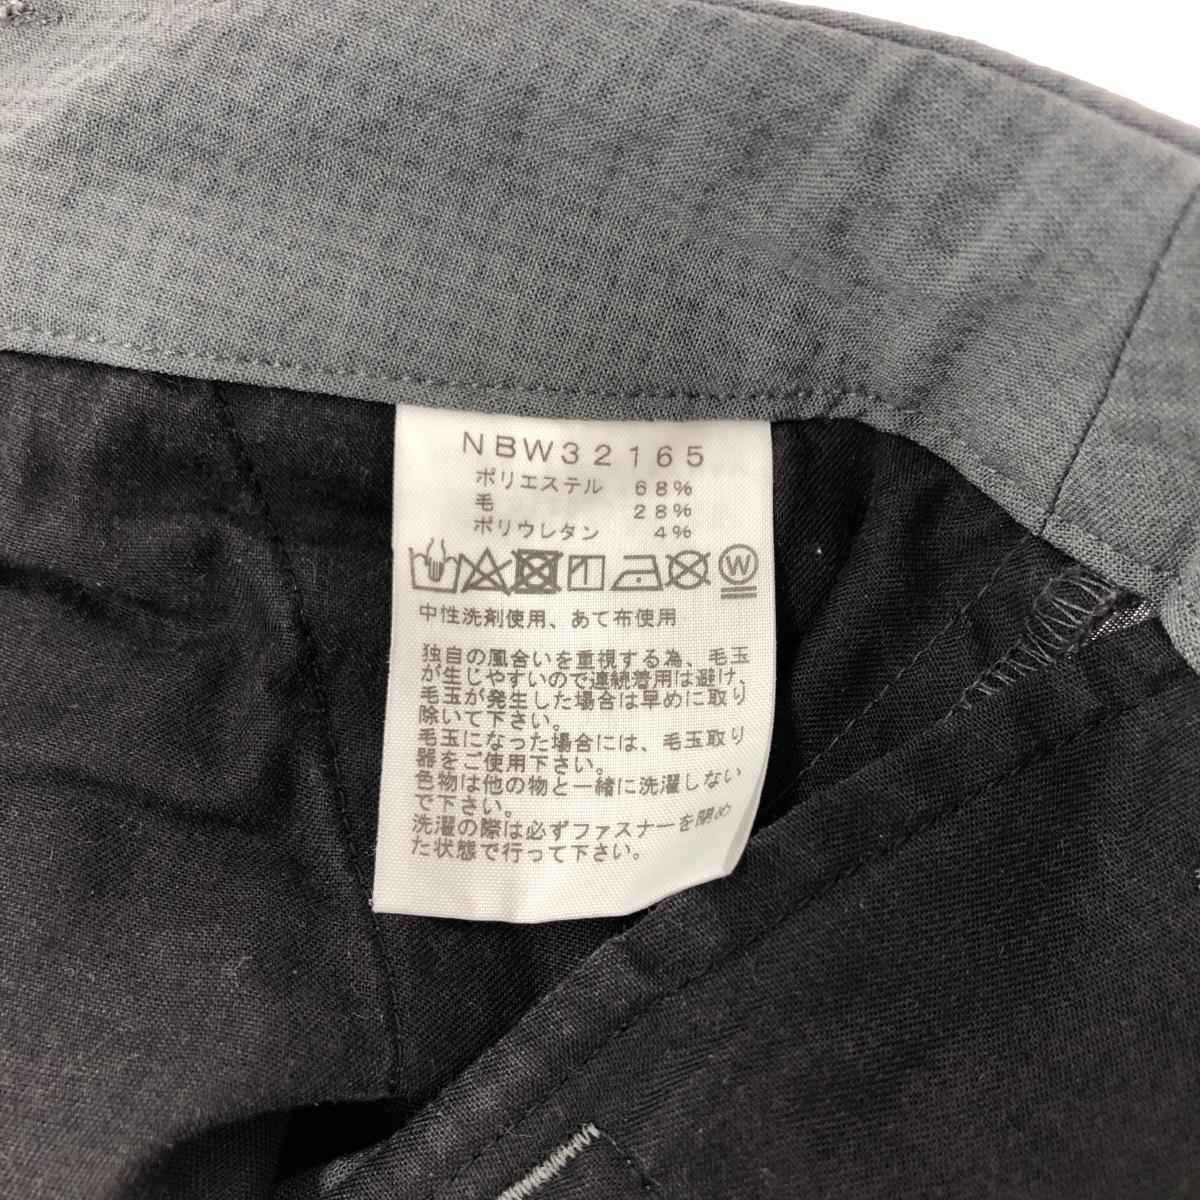 NBW32165
ポリエステル 68%
毛 28%
ポリウレタン 4%
W
中性洗剤使用、あて布使用
独自の風合いを重視する為、毛玉
が生じやすいので連続着用は避け、
毛玉が発生した場合は早めに取り
除いて下さい。
毛玉になった場合には、毛玉取り
器をご使用下さい。
色物は他の物と一緒に洗濯しない
で下さい。
洗濯の際は必ずファスナーを閉め
た状態で行って下さい。